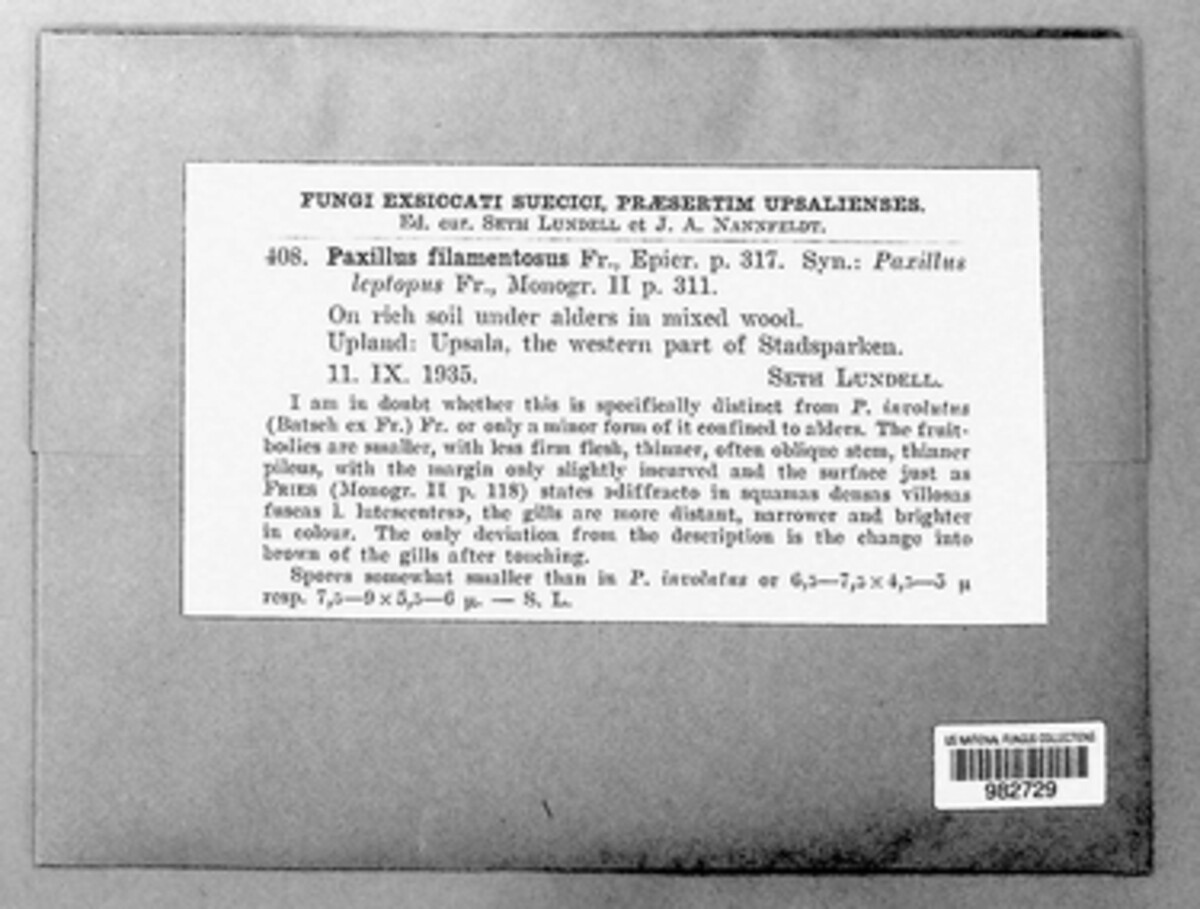 FUNGI EXSICCATI SUECICI, PRÆSERTIM UPSALIENSES.
Ed. cur. SETH LUNDELL et J. A. NANNFELDT.
408. Paxillus filamentosus Fr., Epicr. p. 317. Syn.: Paxillus
leptopus Fr., Monogr. II p. 311.
On rich soil under alders in mixed wood.
Upland: Upsala, the western part of Stadsparken.
11. IX. 1935. SETH LUNDELL.
I am in doubt whether this is specifically distinct from P. involutus
(Batsch ex Fr.) Fr. or only a minor form of it confined to alders. The fruit-
bodies are smaller, with less firm flesh, thinner, often oblique stem, thinner
pileus, with the margin only slightly incurved and the surface just as
FRIES (Monogr. II p. 118) states »diffracto in squamas densas villosas
fuscas l. lutescentes», the gills are more distant, narrower and brighter
in colour. The only deviation from the description is the change into
brown of the gills after touching.
Spores somewhat smaller than in P. involutus or 6,5—7,5 × 4,5—5 µ
resp. 7,5—9 × 5,5—6 µ. — S. L.
US NATIONAL FUNGUS COLLECTIONS
982729